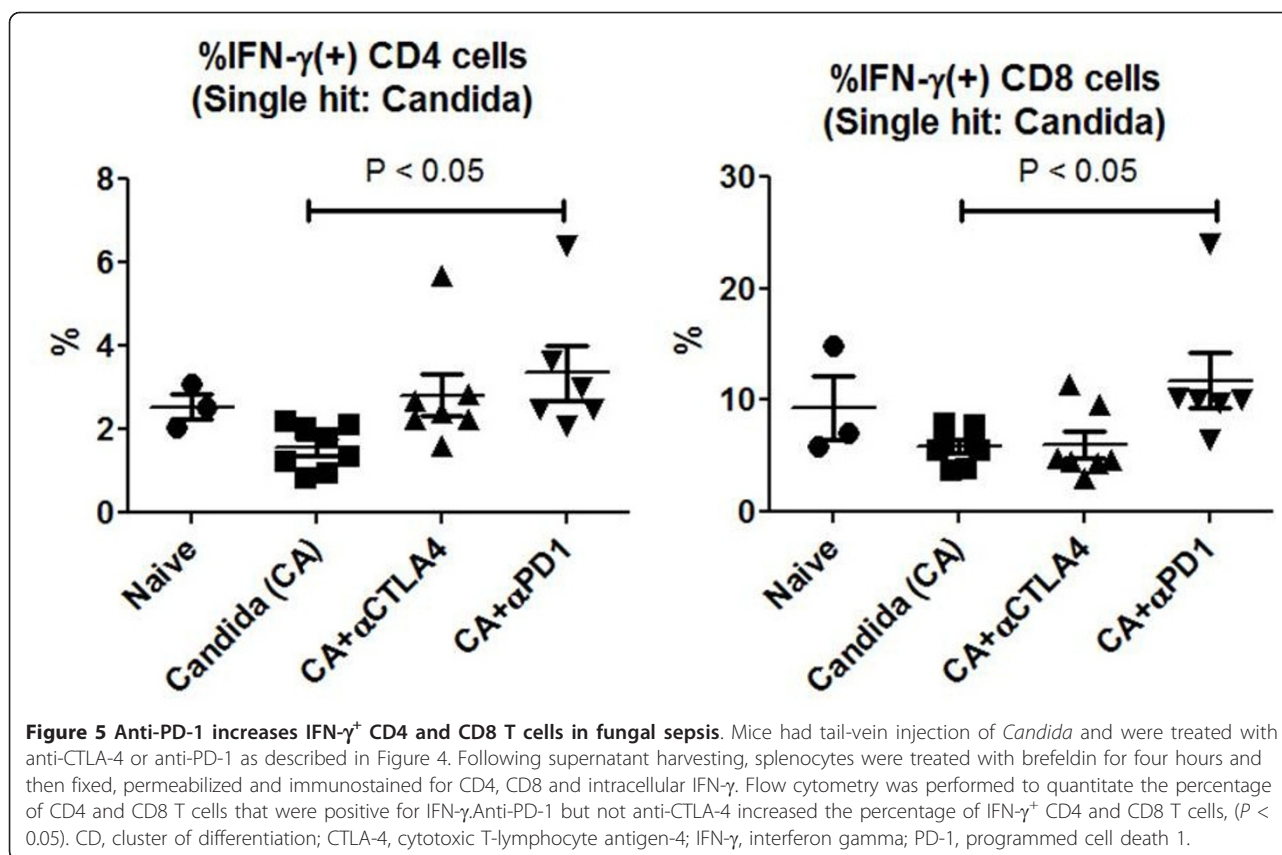 %IFN-γ(+) CD4 cells
(Single hit: Candida)
P < 0.05
8
6
4
2
0
%
Naive
Candida (CA)
CA+αCTLA4
CA+αPD1
%IFN-γ(+) CD8 cells
(Single hit: Candida)
P < 0.05
30
20
10
0
%
Naive
Candida (CA)
CA+αCTLA4
CA+αPD1
Figure 5 Anti-PD-1 increases IFN-γ+ CD4 and CD8 T cells in fungal sepsis. Mice had tail-vein injection of Candida and were treated with
anti-CTLA-4 or anti-PD-1 as described in Figure 4. Following supernatant harvesting, splenocytes were treated with brefeldin for four hours and
then fixed, permeabilized and immunostained for CD4, CD8 and intracellular IFN-γ. Flow cytometry was performed to quantitate the percentage
of CD4 and CD8 T cells that were positive for IFN-γ.Anti-PD-1 but not anti-CTLA-4 increased the percentage of IFN-γ+ CD4 and CD8 T cells, (P <
0.05). CD, cluster of differentiation; CTLA-4, cytotoxic T-lymphocyte antigen-4; IFN-γ, interferon gamma; PD-1, programmed cell death 1.